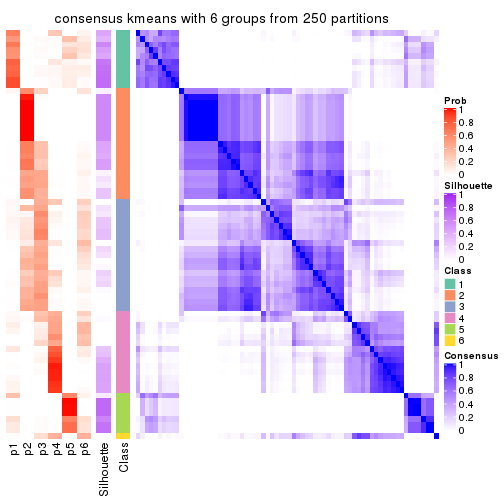 consensus kmeans with 6 groups from 250 partitions
Prob
1
0.8
0.6
0.4
0.2
0
Silhouette
1
0.8
0.6
0.4
0.2
0
Class
1
2
3
4
5
6
Consensus
1
0.8
0.6
0.4
0.2
0
p1
p2
p3
p4
p5
p6
Silhouette
Class